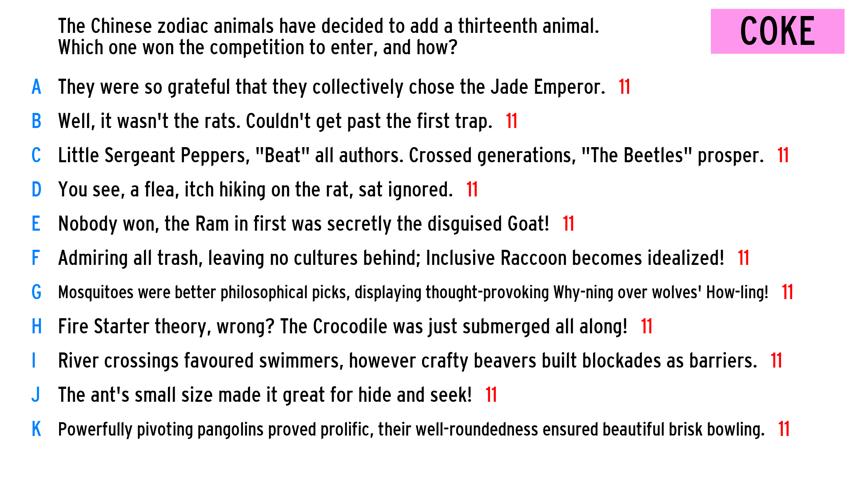 The Chinese zodiac animals have decided to add a thirteenth animal.
Which one won the competition to enter, and how?
COKE
A They were so grateful that they collectively chose the Jade Emperor. 11
B Well, it wasn't the rats. Couldn't get past the first trap. 11
C Little Sergeant Peppers, "Beat" all authors. Crossed generations, "The Beetles" prosper. 11
D You see, a flea, itch hiking on the rat, sat ignored. 11
E Nobody won, the Ram in first was secretly the disguised Goat! 11
F Admiring all trash, leaving no cultures behind; Inclusive Raccoon becomes idealized! 11
G Mosquitoes were better philosophical picks, displaying thought-provoking Why-ning over wolves' How-ling! 11
H Fire Starter theory, wrong? The Crocodile was just submerged all along! 11
I River crossings favoured swimmers, however crafty beavers built blockades as barriers. 11
J The ant's small size made it great for hide and seek! 11
K Powerfully pivoting pangolins proved prolific, their well-roundedness ensured beautiful brisk bowling. 11